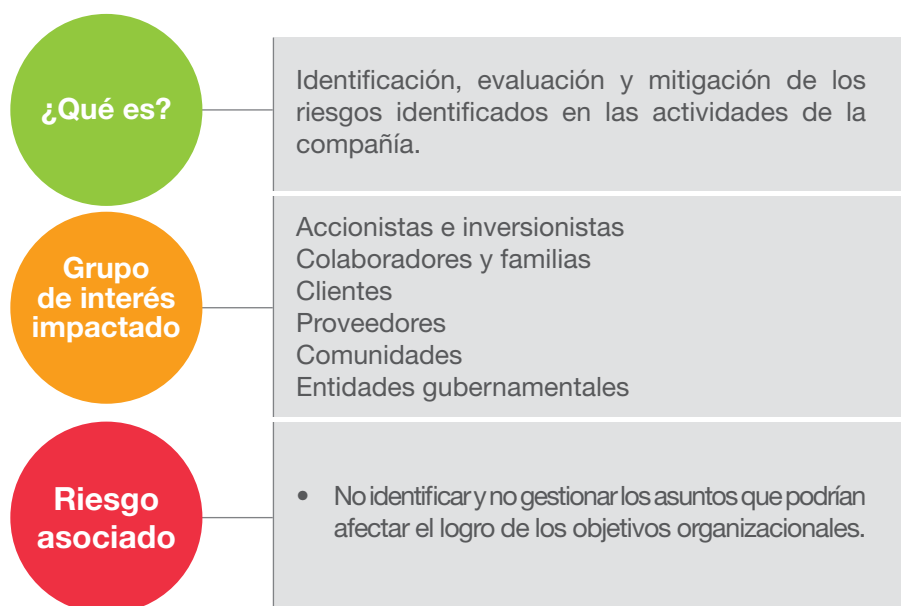 ¿Qué es?
Identificación, evaluación y mitigación de los
riesgos identificados en las actividades de la
compañía.
Grupo
de interés
impactado
Accionistas e inversionistas
Colaboradores y familias
Clientes
Proveedores
Comunidades
Entidades gubernamentales
Riesgo
asociado
• No identificar y no gestionar los asuntos que podrían
afectar el logro de los objetivos organizacionales.